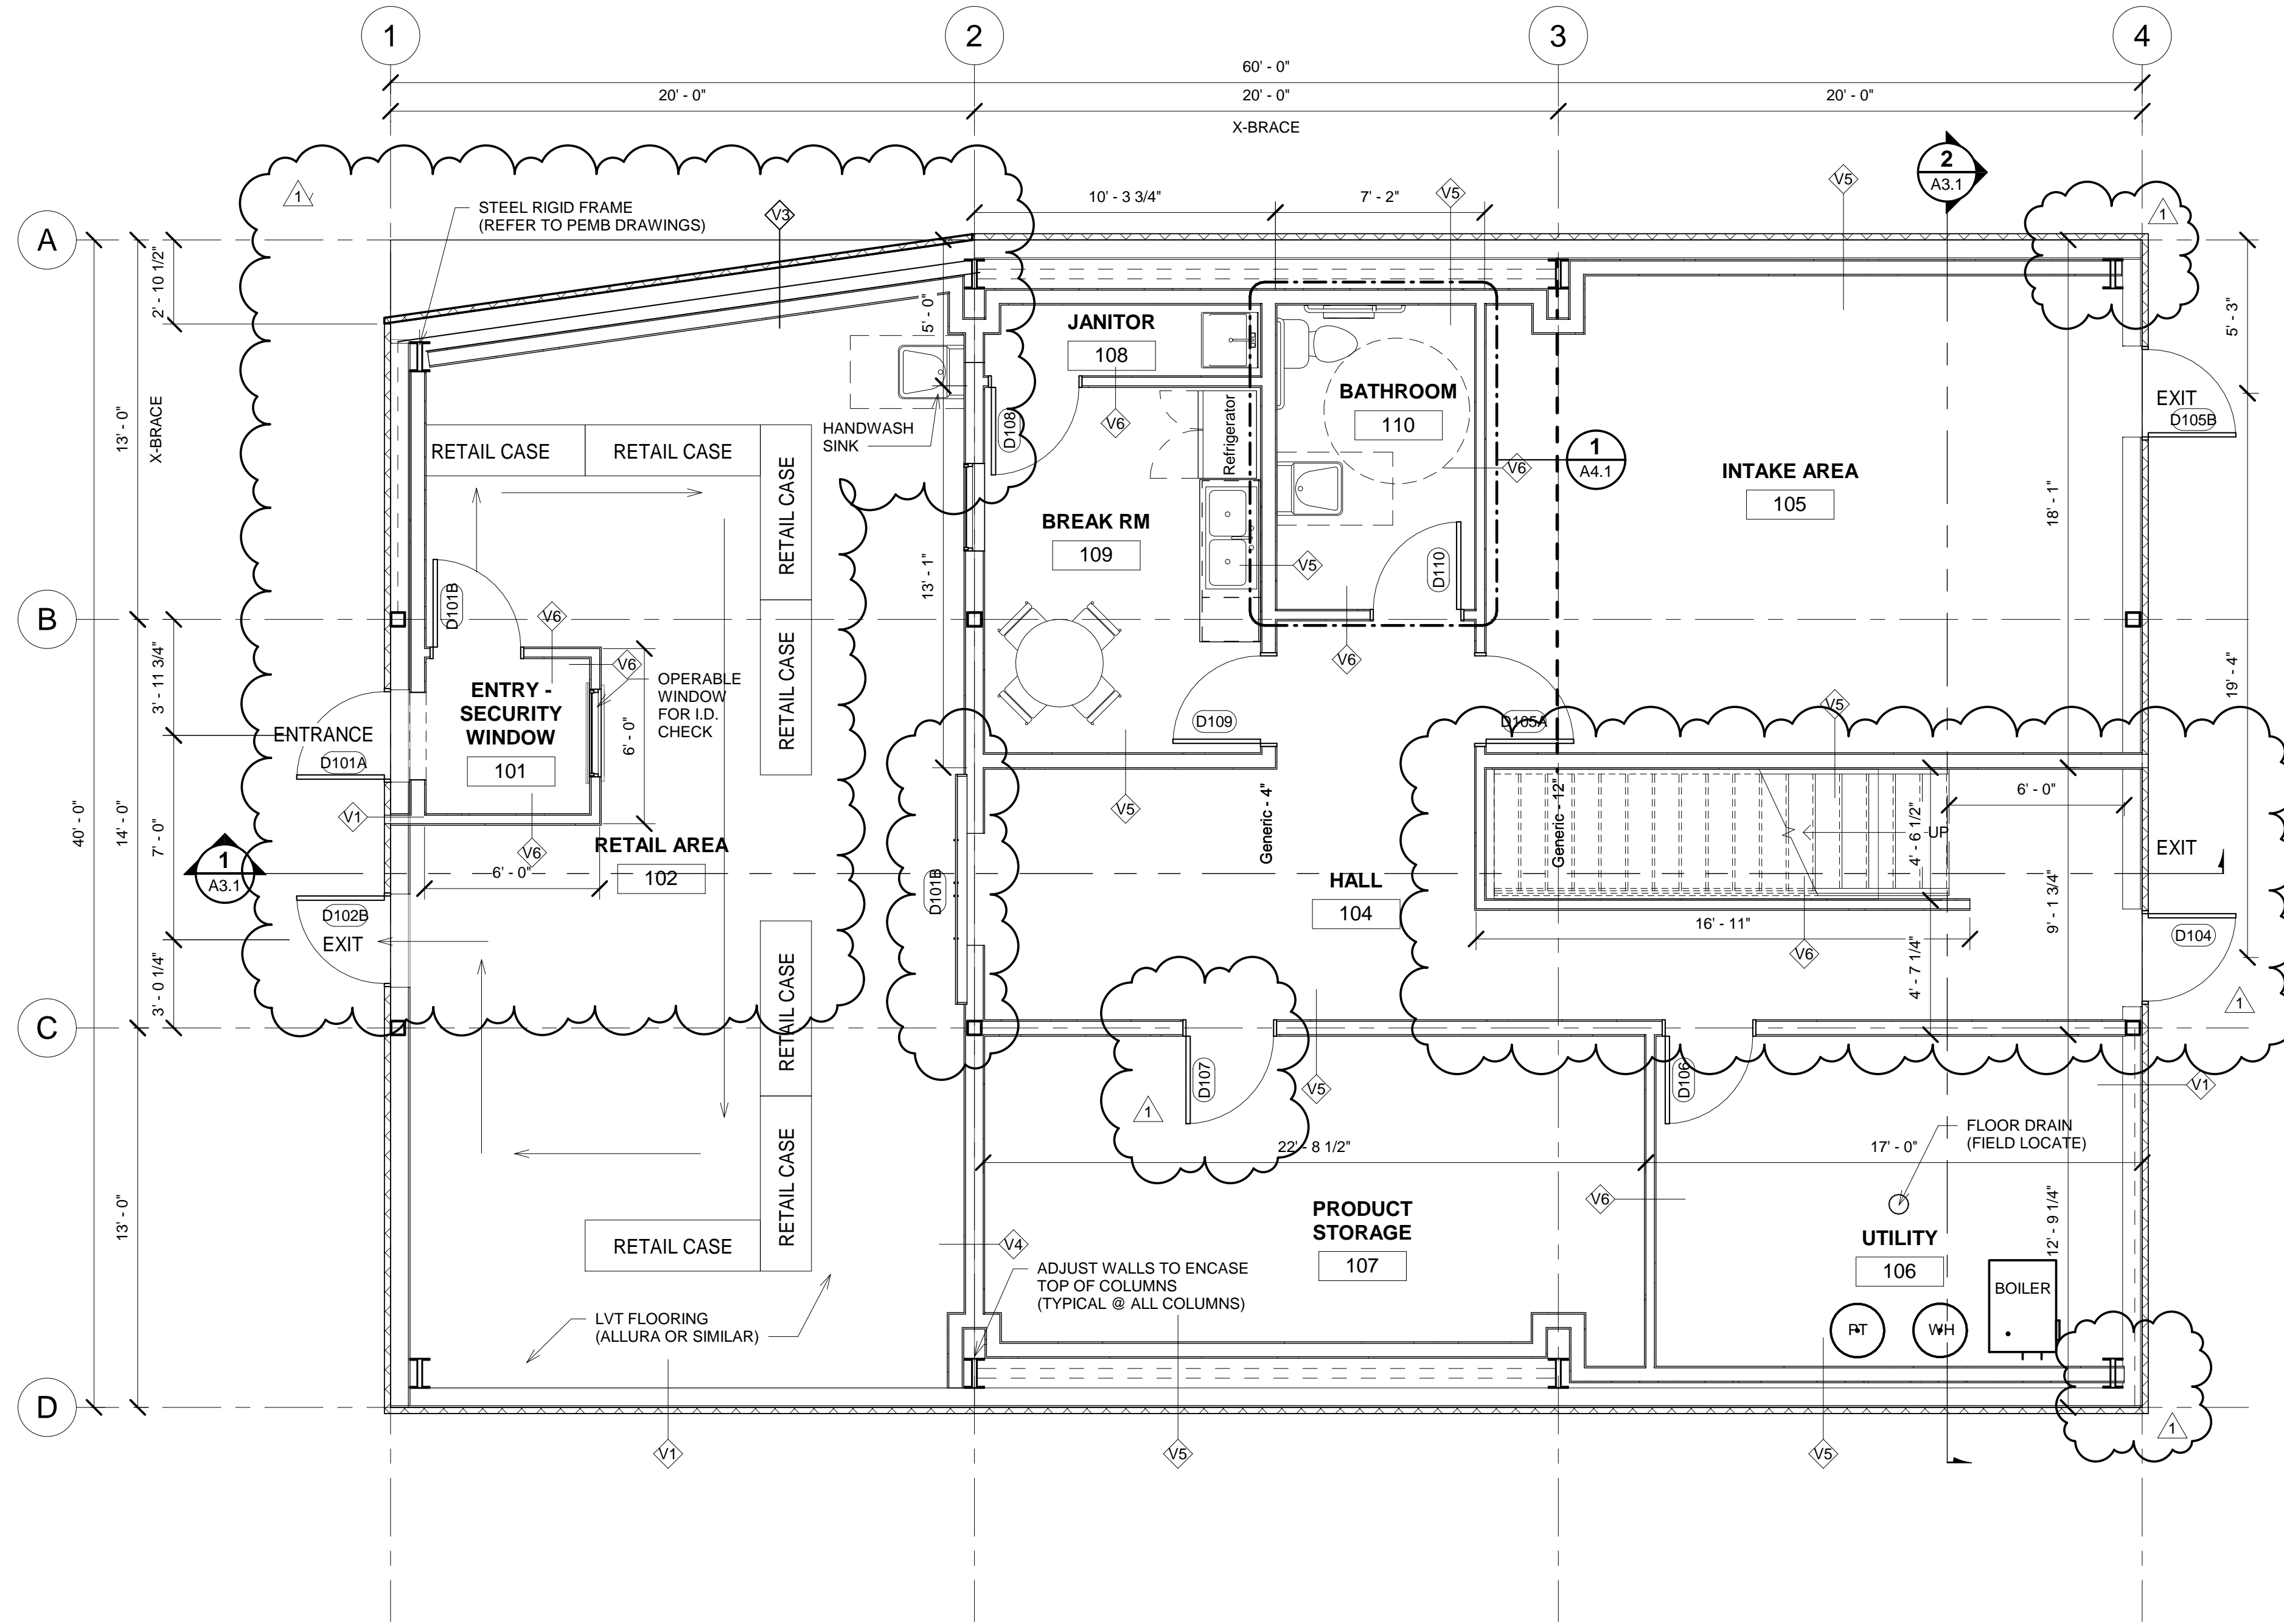 1
2
3
4
60' - 0"
20' - 0"
20' - 0"
20' - 0"
X-BRACE
2
A3.1
10' - 3 3/4"
7' - 2"
V5
V5
1
1
STEEL RIGID FRAME
(REFER TO PEMB DRAWINGS)
V3
A
2' - 10 1/2"
13' - 0"
X-BRACE
5' - 0"
5' - 3"
JANITOR
108
BATHROOM
110
HANDWASH
SINK
D108
V6
Refrigerator
EXIT
D105B
RETAIL CASE
RETAIL CASE
RETAIL CASE
1
A4.1
V6
INTAKE AREA
105
18' - 1"
BREAK RM
109
13' - 1"
V5
D110
B
D101B
V6
V6
RETAIL CASE
V6
3' - 11 3/4"
OPERABLE
WINDOW
FOR I.D.
CHECK
ENTRY -
SECURITY
WINDOW
101
6' - 0"
19' - 4"
ENTRANCE
D101A
D109
D105A
V5
40' - 0"
14' - 0"
7' - 0"
V1
V6
V5
Generic - 4"
Generic - 12"
4' - 6 1/2"
UP
6' - 0"
RETAIL AREA
102
6' - 0"
EXIT
1
A3.1
D101B
HALL
104
9' - 1 3/4"
D102B
EXIT
16' - 11"
V6
D104
3' - 0 1/4"
RETAIL CASE
4' - 7 1/4"
1
C
D107
V5
D106
V1
1
RETAIL CASE
22' - 8 1/2"
17' - 0"
FLOOR DRAIN
(FIELD LOCATE)
13' - 0"
V6
PRODUCT
STORAGE
107
12' - 9 1/4"
UTILITY
106
RETAIL CASE
V4
ADJUST WALLS TO ENCASE
TOP OF COLUMNS
(TYPICAL @ ALL COLUMNS)
BOILER
LVT FLOORING
(ALLURA OR SIMILAR)
PT
WH
D
1
V1
V5
V5